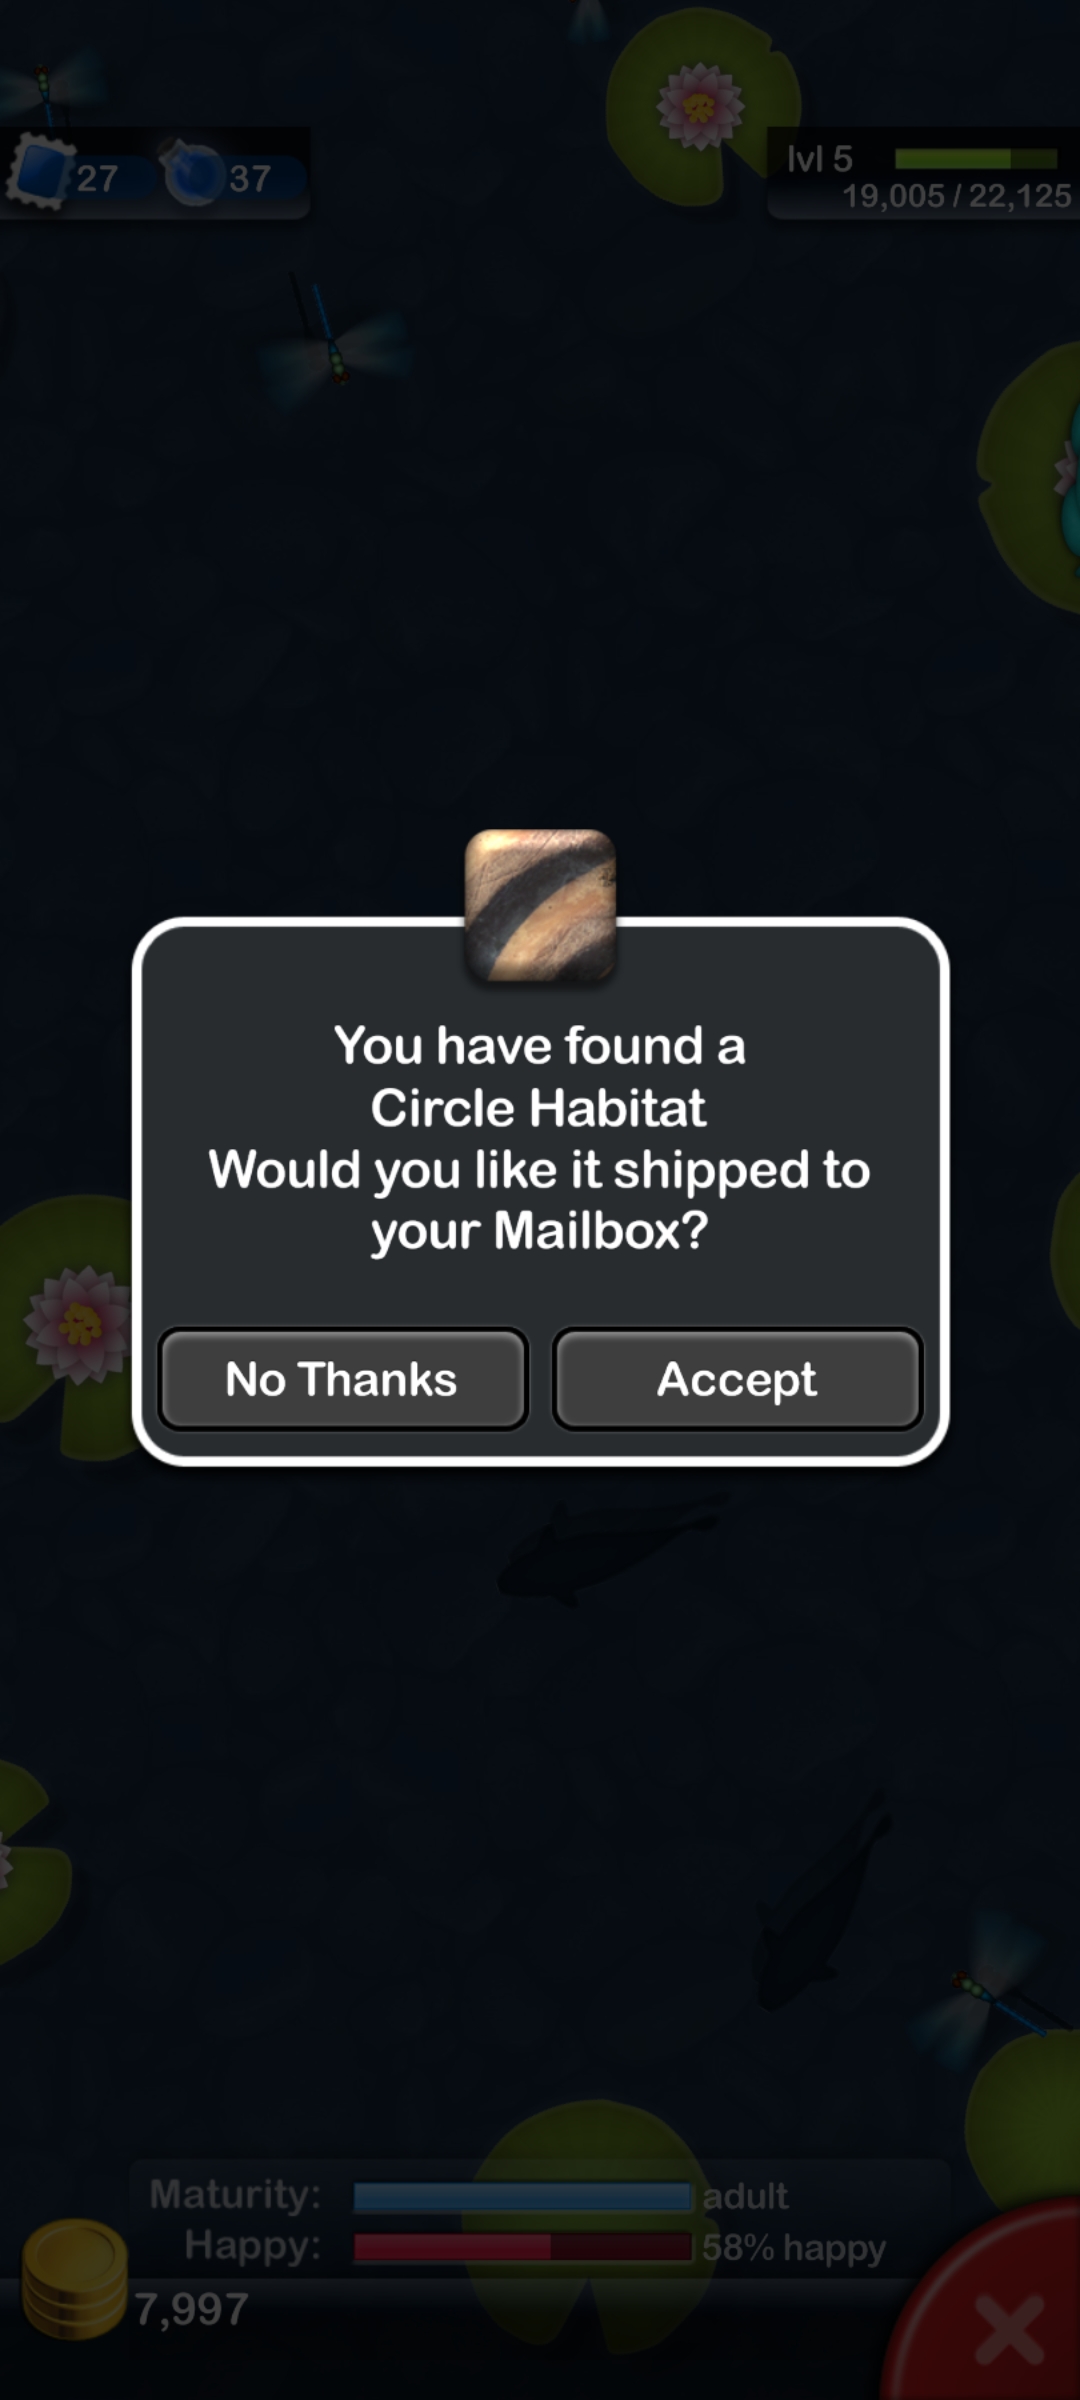 27
37
lvl 5
19,005 / 22,125
You have found a
Circle Habitat
Would you like it shipped to
your Mailbox?
No Thanks
Accept
Maturity:
adult
Happy:
58% happy
7,997